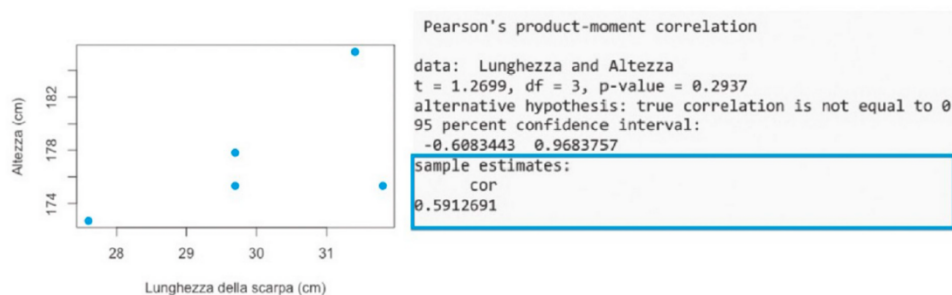 Altezza (cm)
182
178
174
28 29 30 31
Lunghezza della scarpa (cm)
Pearson's product-moment correlation
data: Lunghezza and Altezza
t = 1.2699, df = 3, p-value = 0.2937
alternative hypothesis: true correlation is not equal to 0
95 percent confidence interval:
-0.6083443 0.9683757
sample estimates:
cor
0.5912691